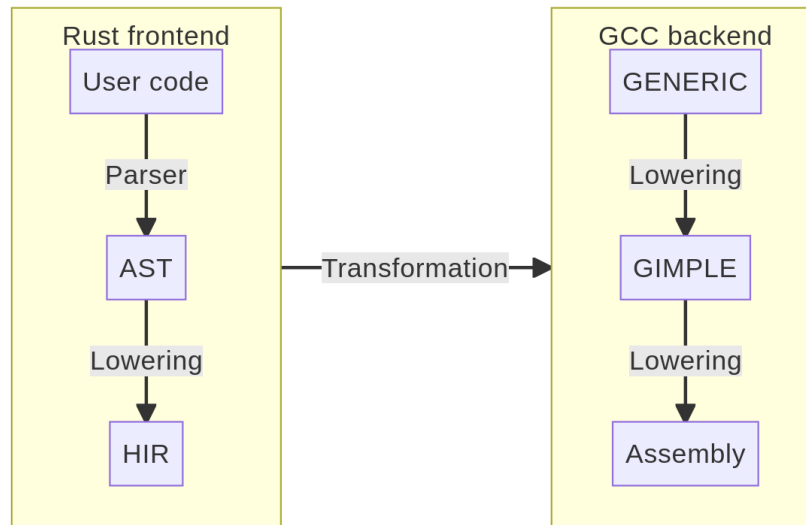 Rust frontend
User code
Parser
AST
Lowering
HIR
Transformation
GCC backend
GENERIC
Lowering
GIMPLE
Lowering
Assembly